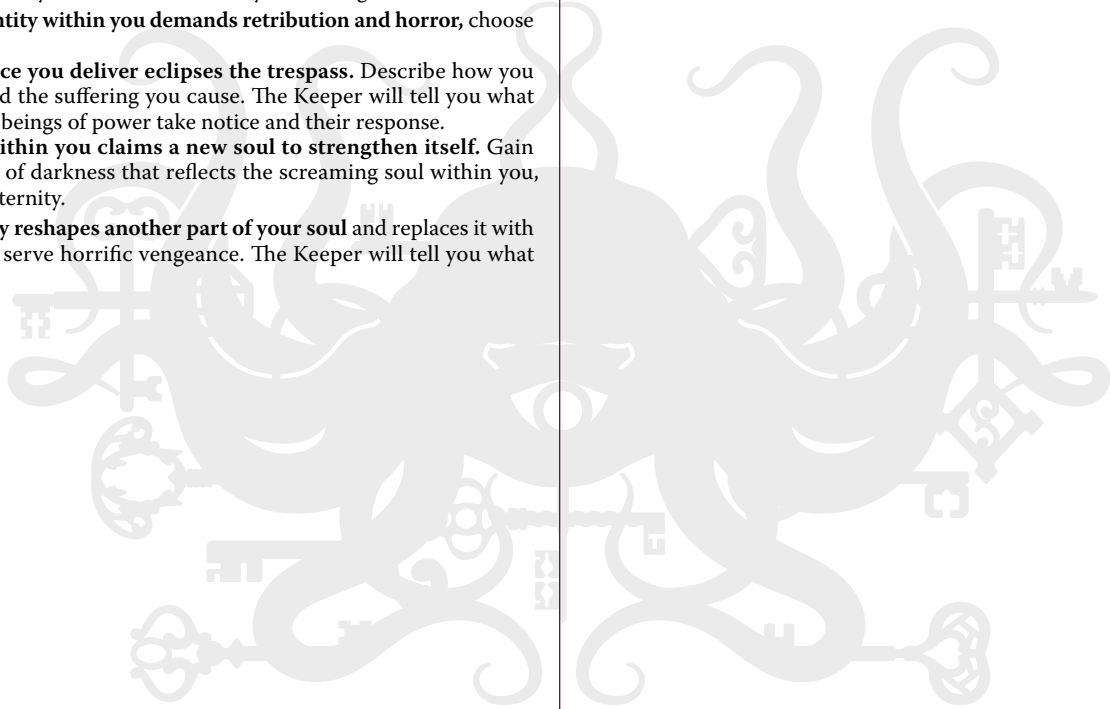 ntity within you demands retribution and horror, choose
ce you deliver eclipses the trespass. Describe how you
d the suffering you cause. The Keeper will tell you what
beings of power take notice and their response.
ithin you claims a new soul to strengthen itself. Gain
of darkness that reflects the screaming soul within you,
ternity.
y reshapes another part of your soul and replaces it with
serve horrific vengeance. The Keeper will tell you what